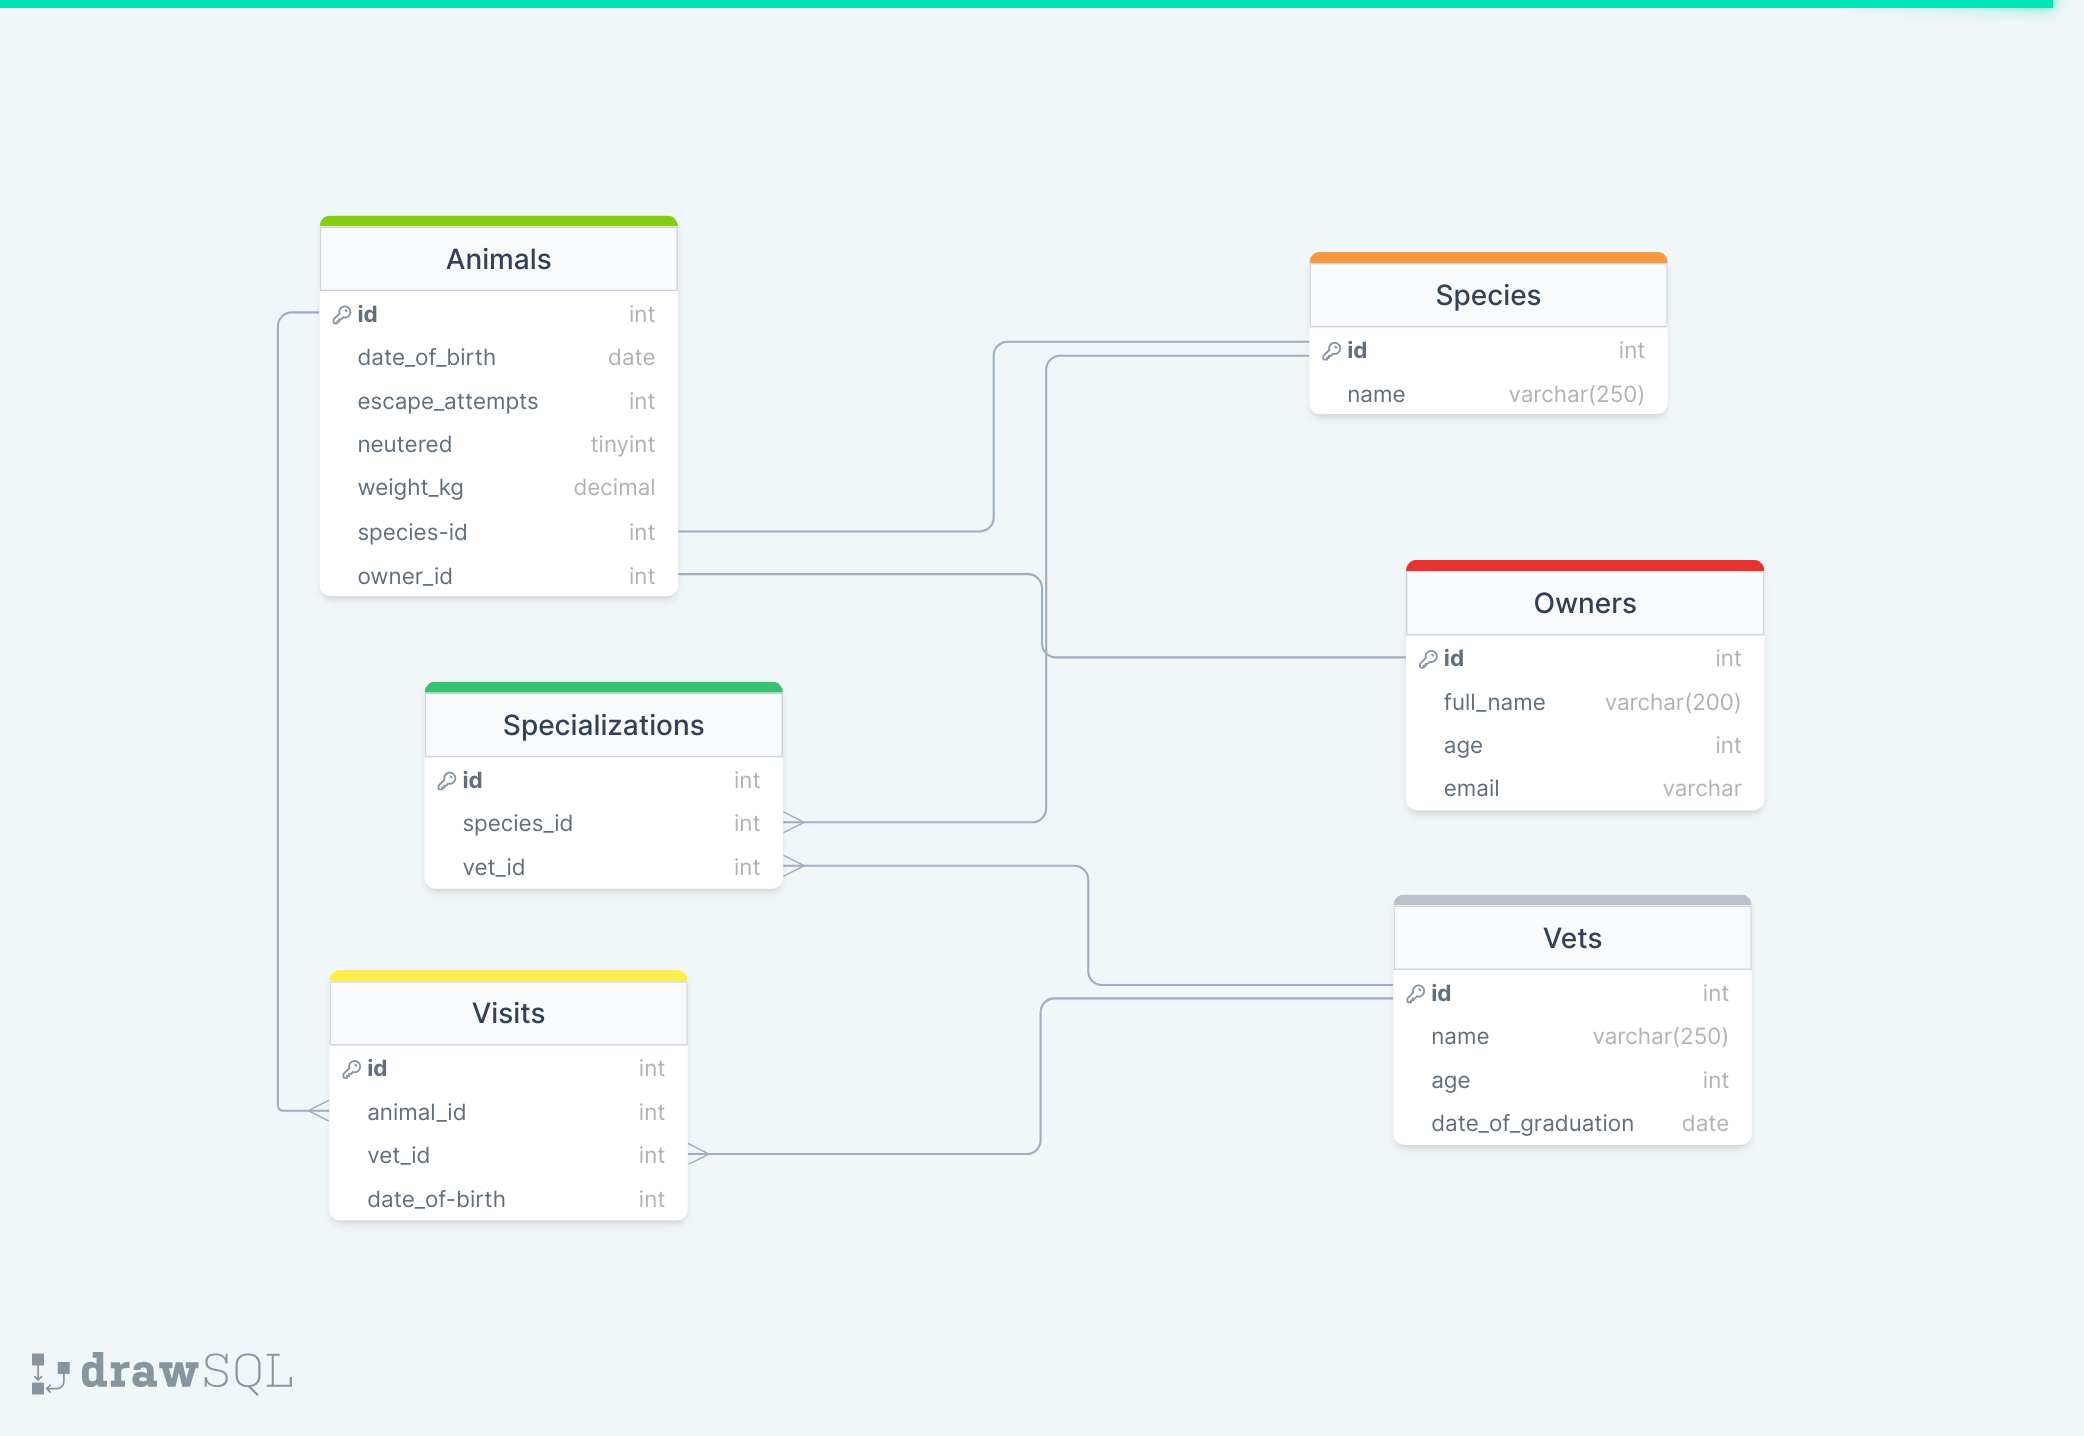 Animals
id int
date_of_birth date
escape_attempts int
neutered tinyint
weight_kg decimal
species-id int
owner_id int
Species
id int
name varchar(250)
Owners
id int
full_name varchar(200)
age int
email varchar
Specializations
id int
species_id int
vet_id int
Vets
id int
name varchar(250)
age int
date_of_graduation date
Visits
id int
animal_id int
vet_id int
date_of-birth int
drawSQL